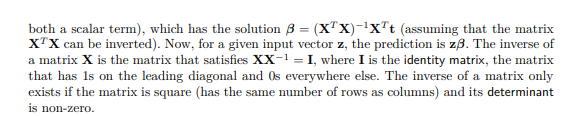 both a scalar term), which has the solution β = (XᵀX)⁻¹Xᵀt (assuming that the matrix
XᵀX can be inverted). Now, for a given input vector z, the prediction is zβ. The inverse of
a matrix X is the matrix that satisfies XX⁻¹ = I, where I is the identity matrix, the matrix
that has 1s on the leading diagonal and 0s everywhere else. The inverse of a matrix only
exists if the matrix is square (has the same number of rows as columns) and its determinant
is non-zero.